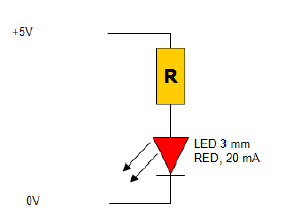 +5V
R
LED 3 mm
RED, 20 mA
0V